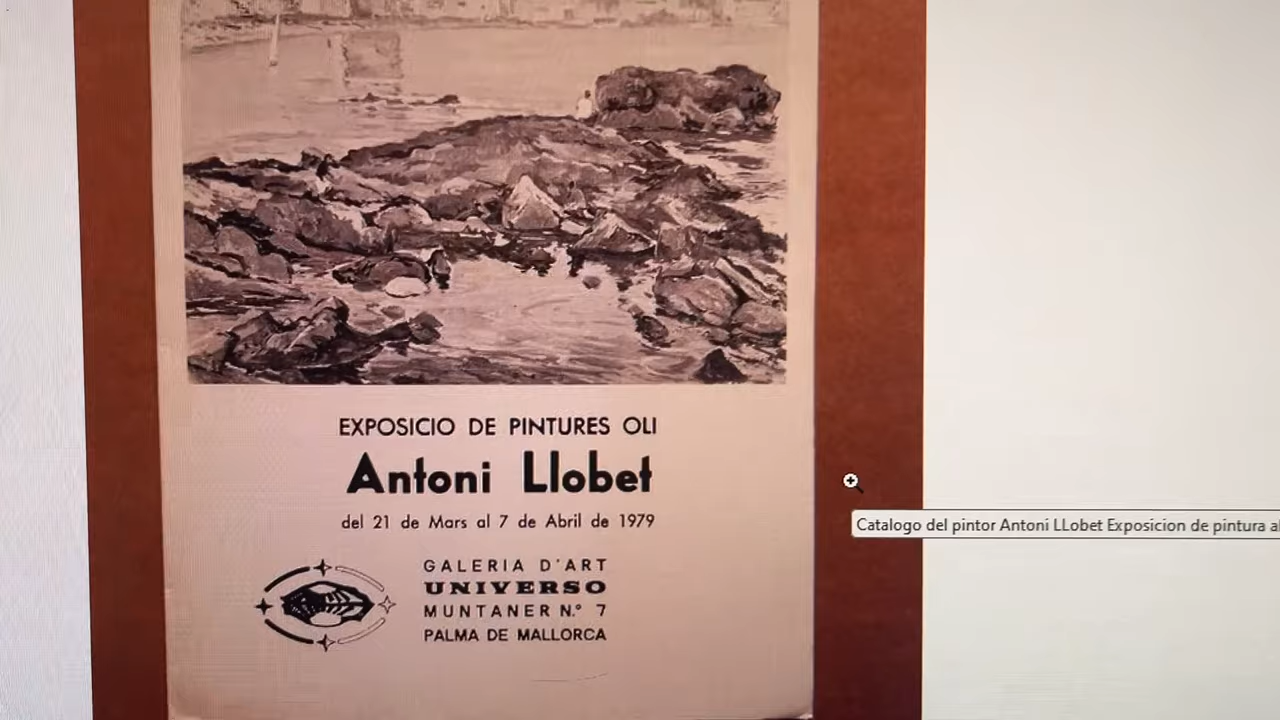 EXPOSICIO DE PINTURES OLI
Antoni Llobet
del 21 de Mars al 7 de Abril de 1979
GALERIA D'ART
UNIVERSO
MUNTANER N.º 7
PALMA DE MALLORCA
Catalogo del pintor Antoni LLobet Exposicion de pintura al